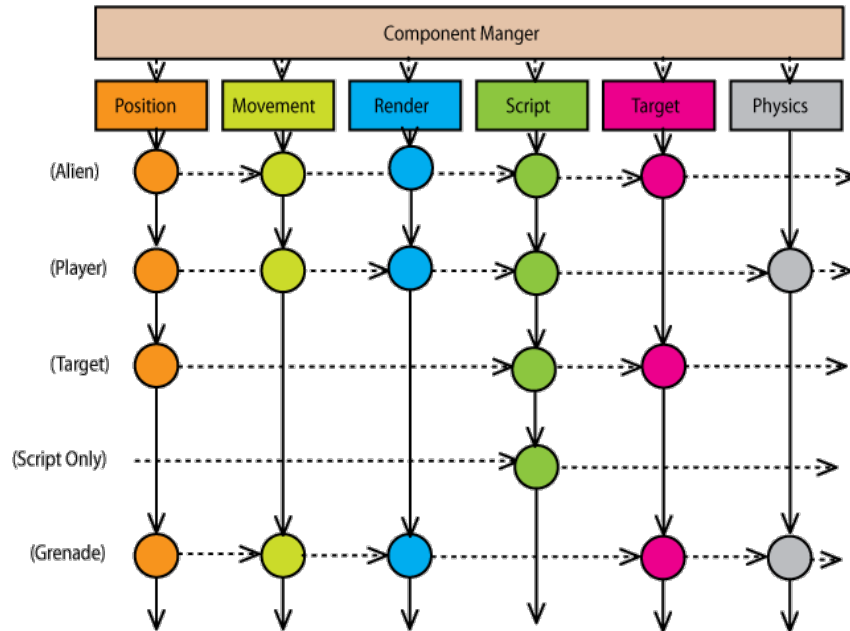 Component Manger
Position Movement Render Script Target Physics
(Alien)
(Player)
(Target)
(Script Only)
(Grenade)